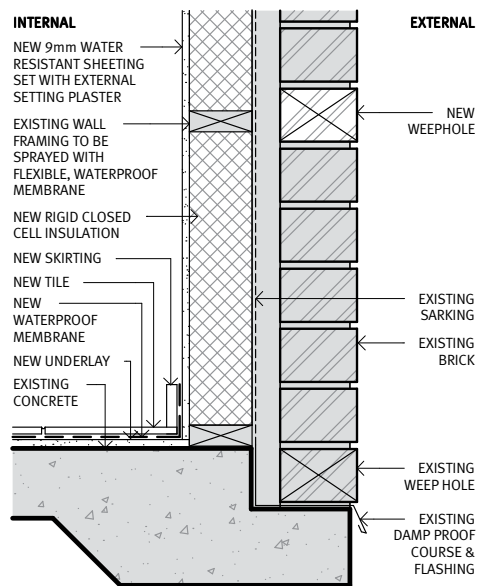 INTERNAL
NEW 9mm WATER
RESISTANT SHEETING
SET WITH EXTERNAL
SETTING PLASTER
EXISTING WALL
FRAMING TO BE
SPRAYED WITH
FLEXIBLE, WATERPROOF
MEMBRANE
NEW RIGID CLOSED
CELL INSULATION
NEW SKIRTING
NEW TILE
NEW
WATERPROOF
MEMBRANE
NEW UNDERLAY
EXISTING
CONCRETE
EXTERNAL
NEW
WEEPHOLE
EXISTING
SARKING
EXISTING
BRICK
EXISTING
WEEP HOLE
EXISTING
DAMP PROOF
COURSE &
FLASHING